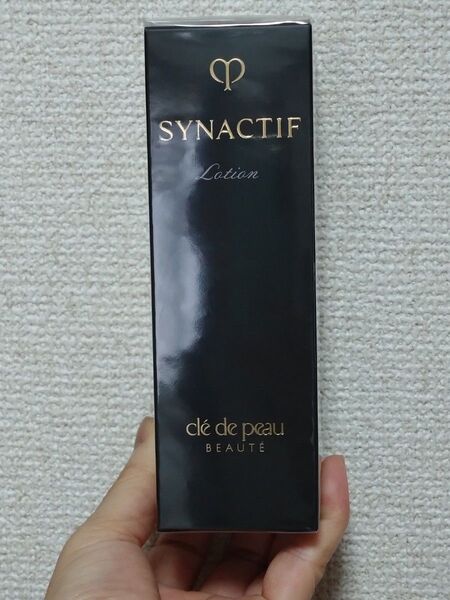 SYNACTIF
Lotion
clé de peau
BEAUTÉ